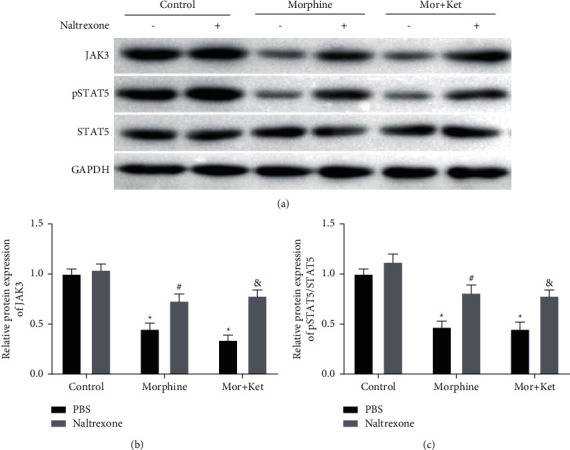 Control Morphine Mor+Ket
Naltrexone - + - + - +
JAK3
pSTAT5
STAT5
GAPDH
(a)
Relative protein expression
of JAK3
1.5
1.0
0.5
0.0
* # * &
Control Morphine Mor+Ket
PBS
Naltrexone
(b)
Relative protein expression
of pSTAT5/STAT5
1.5
1.0
0.5
0.0
* # * &
Control Morphine Mor+Ket
PBS
Naltrexone
(c)